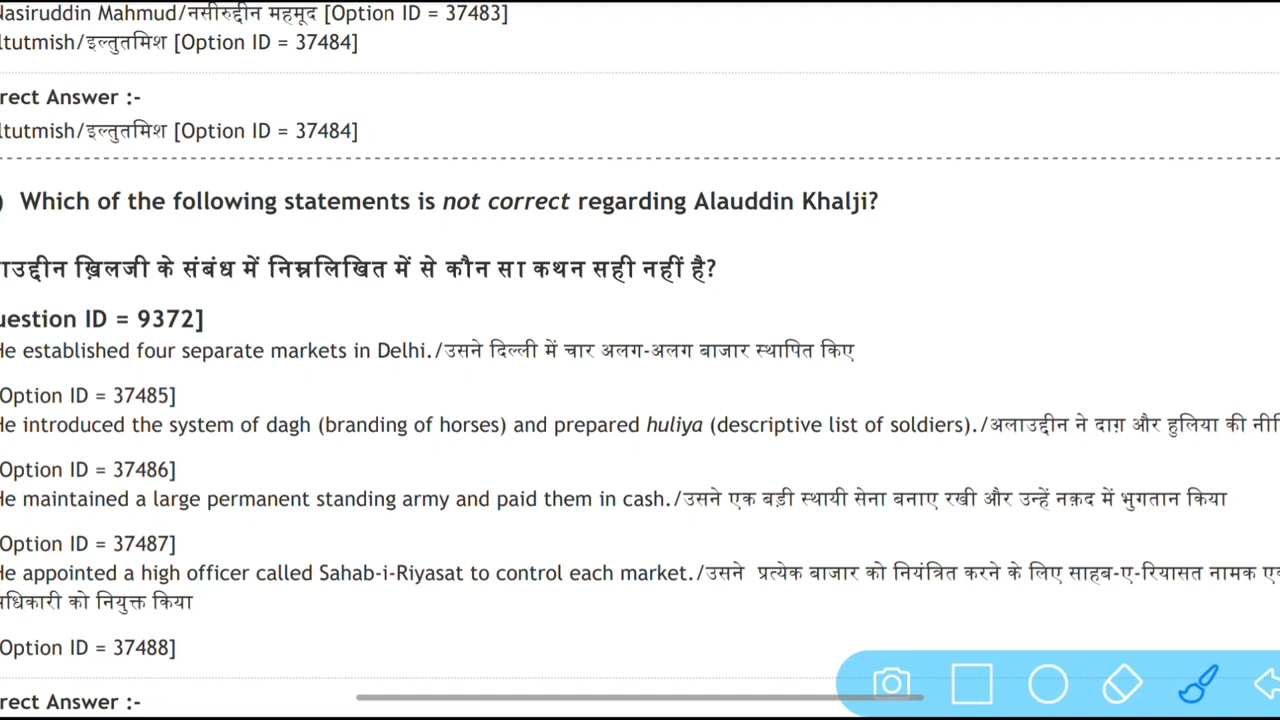 Nasiruddin Mahmud/नसीरुद्दीन महमूद [Option ID = 37483]
ltutmish/इल्तुतमिश [Option ID = 37484]
rect Answer :-
ltutmish/इल्तुतमिश [Option ID = 37484]
) Which of the following statements is not correct regarding Alauddin Khalji?
ाउद्दीन ख़िलजी के संबंध में निम्नलिखित में से कौन सा कथन सही नहीं है?
uestion ID = 9372]
He established four separate markets in Delhi./उसने दिल्ली में चार अलग-अलग बाजार स्थापित किए
Option ID = 37485]
He introduced the system of dagh (branding of horses) and prepared huliya (descriptive list of soldiers)./अलाउद्दीन ने दाग़ और हुलिया की नी
Option ID = 37486]
He maintained a large permanent standing army and paid them in cash./उसने एक बड़ी स्थायी सेना बनाए रखी और उन्हें नक़द में भुगतान किया
Option ID = 37487]
He appointed a high officer called Sahab-i-Riyasat to control each market./उसने प्रत्येक बाजार को नियंत्रित करने के लिए साहब-ए-रियासत नामक ए
धिकारी को नियुक्त किया
Option ID = 37488]
rect Answer :-